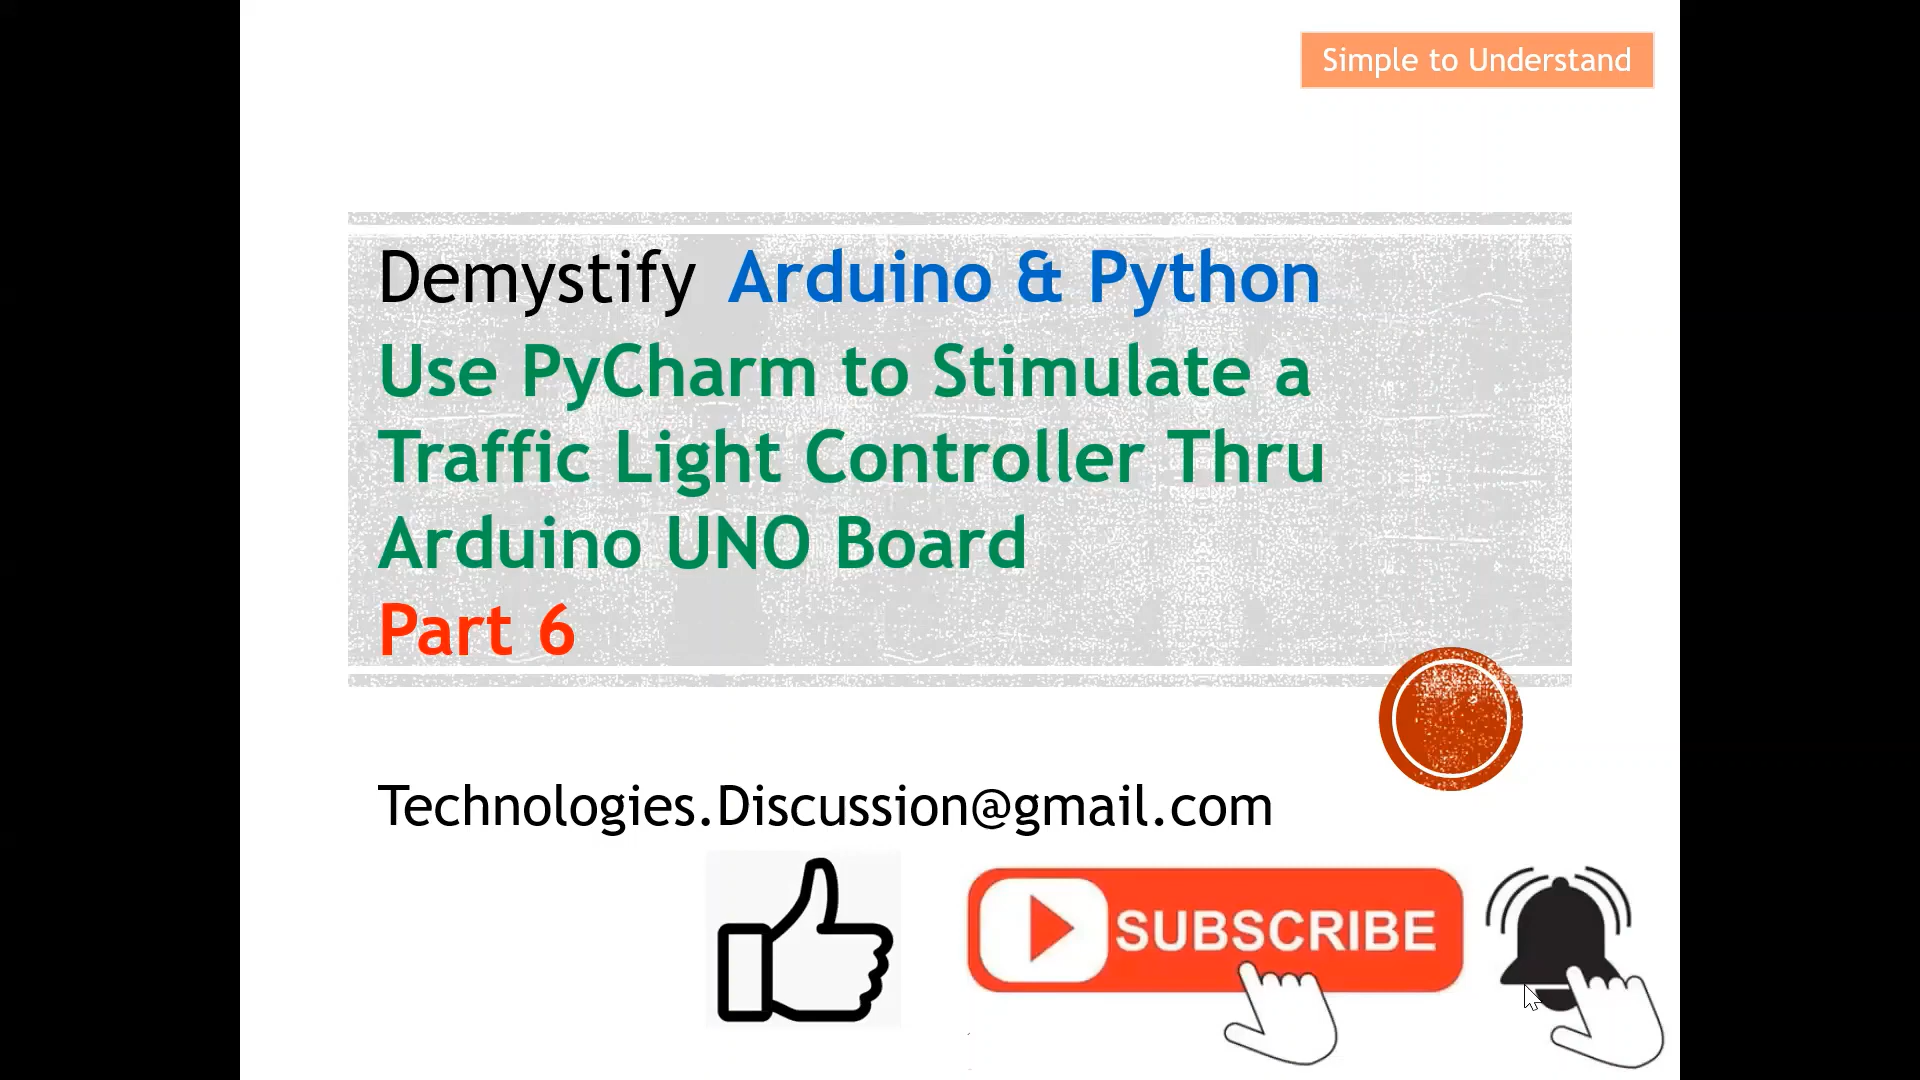 Simple to Understand
Demystify Arduino & Python
Use PyCharm to Stimulate a
Traffic Light Controller Thru
Arduino UNO Board
Part 6
Technologies.Discussion@gmail.com
SUBSCRIBE